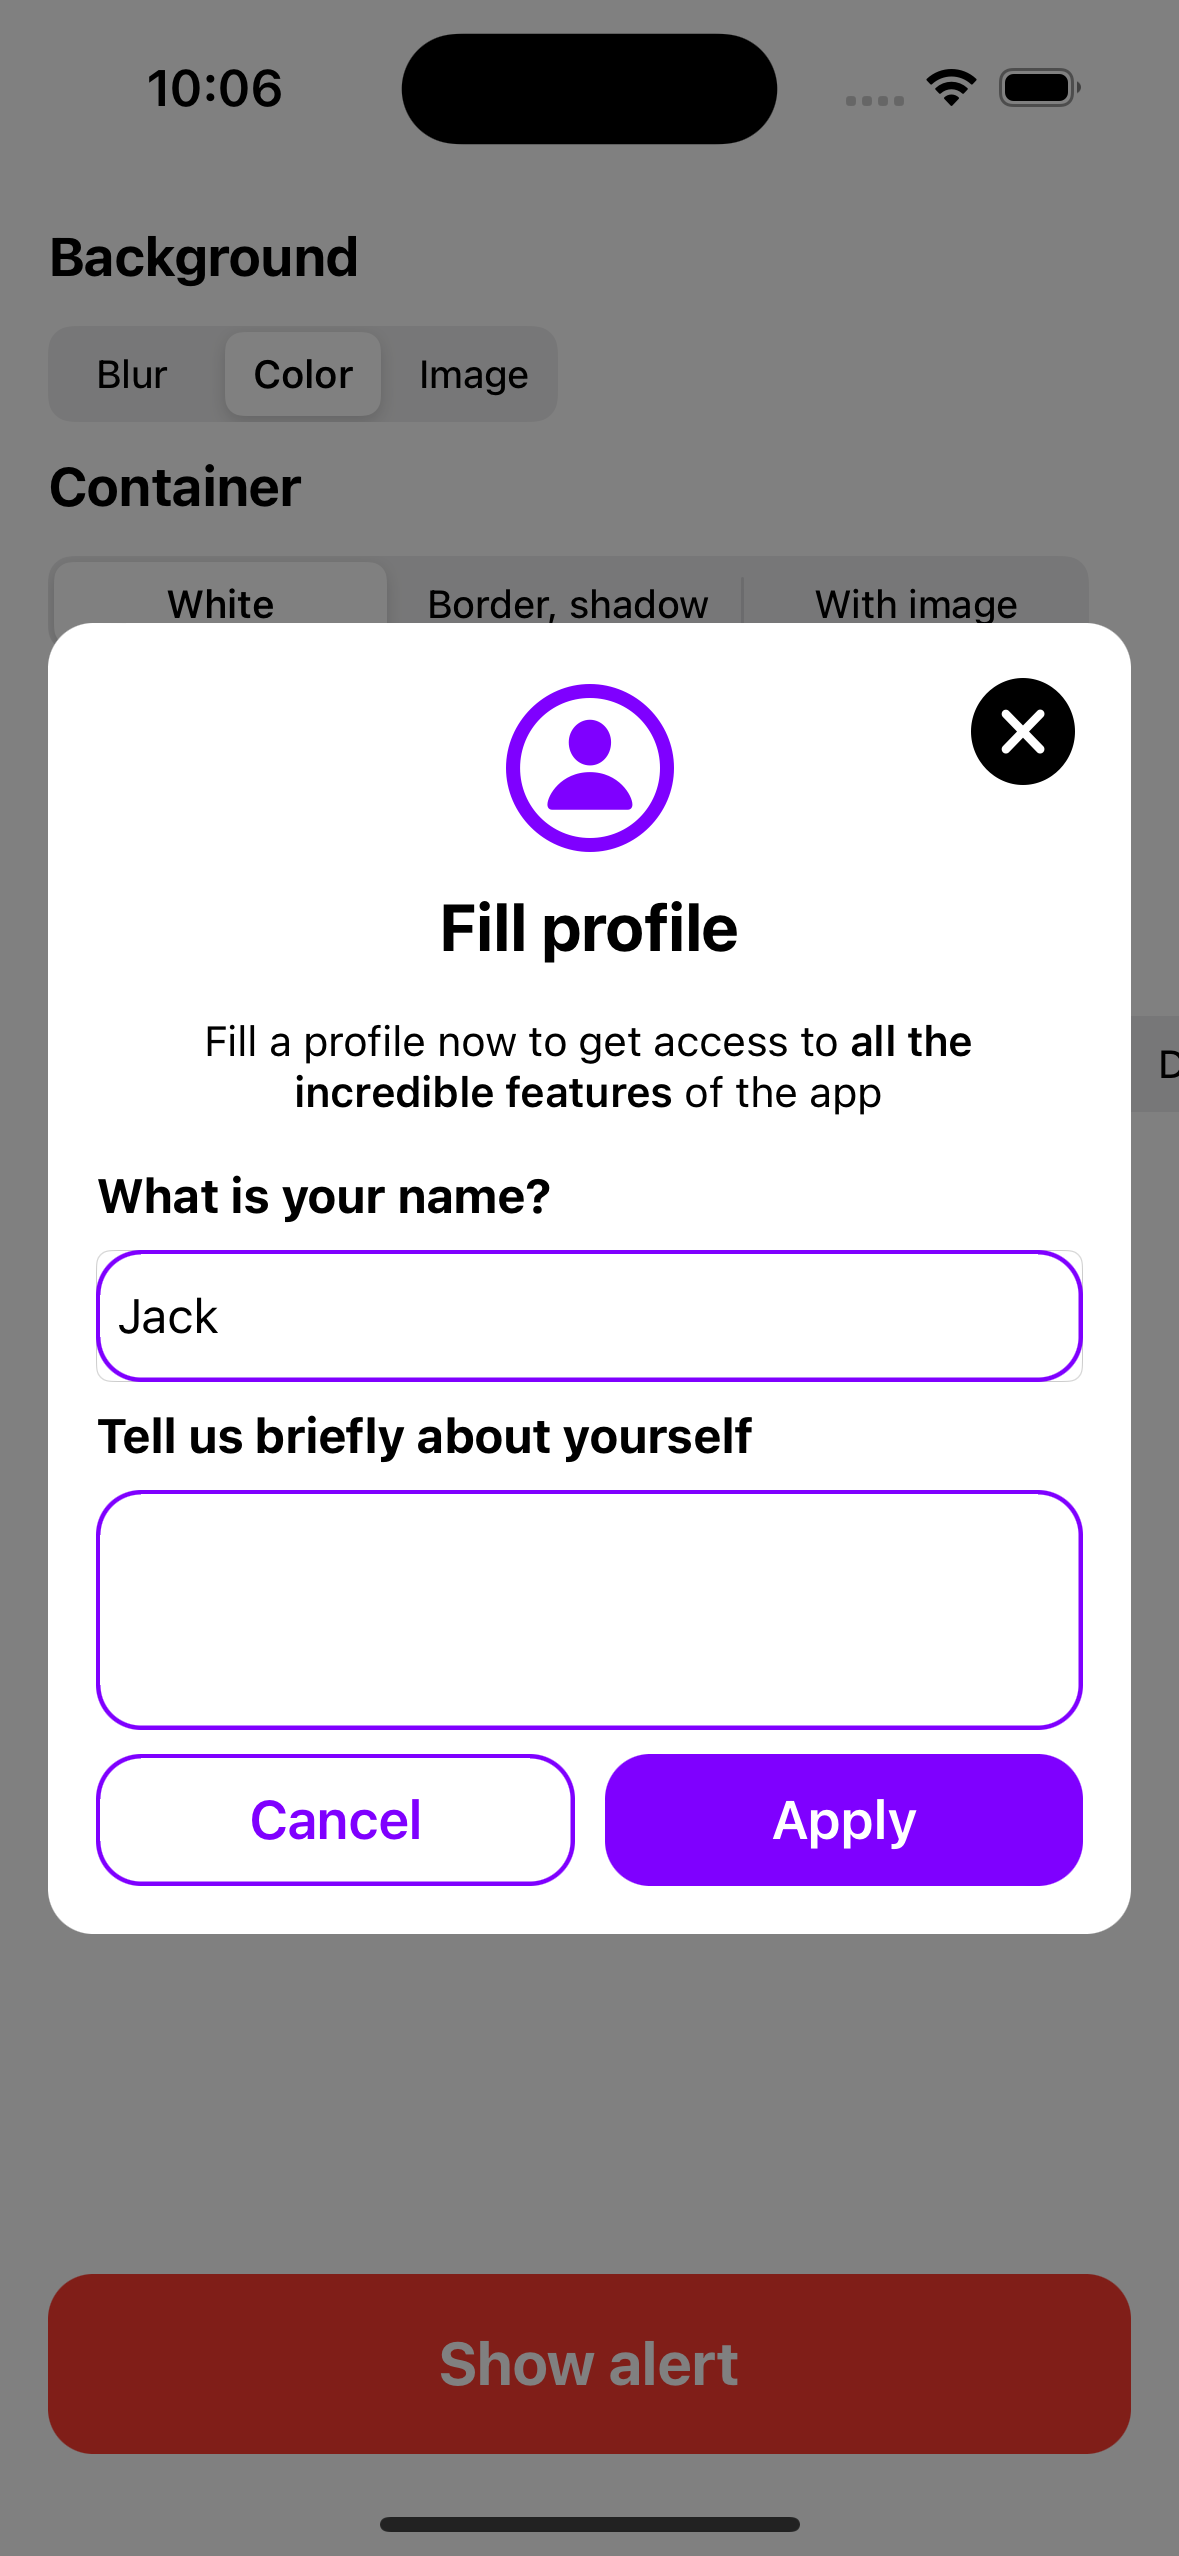 10:06
Background
Blur Color Image
Container
White Border, shadow With image
Fill profile
Fill a profile now to get access to all the
incredible features of the app
D
What is your name?
Jack
Tell us briefly about yourself
Cancel Apply
Show alert